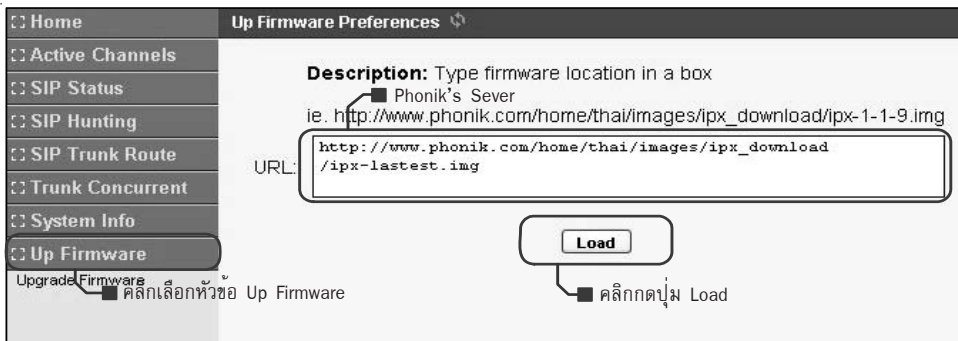 Home
Active Channels
SIP Status
SIP Hunting
SIP Trunk Route
Trunk Concurrent
System Info
Up Firmware
Upgrade Firmware
คลิกเลือกหัวข้อ Up Firmware
Up Firmware Preferences
Description: Type firmware location in a box
Phonik's Sever
ie. http://www.phonik.com/home/thai/images/ipx_download/ipx-1-1-9.img
URL:
http://www.phonik.com/home/thai/images/ipx_download
/ipx-lastest.img
Load
คลิกกดปุ่ม Load